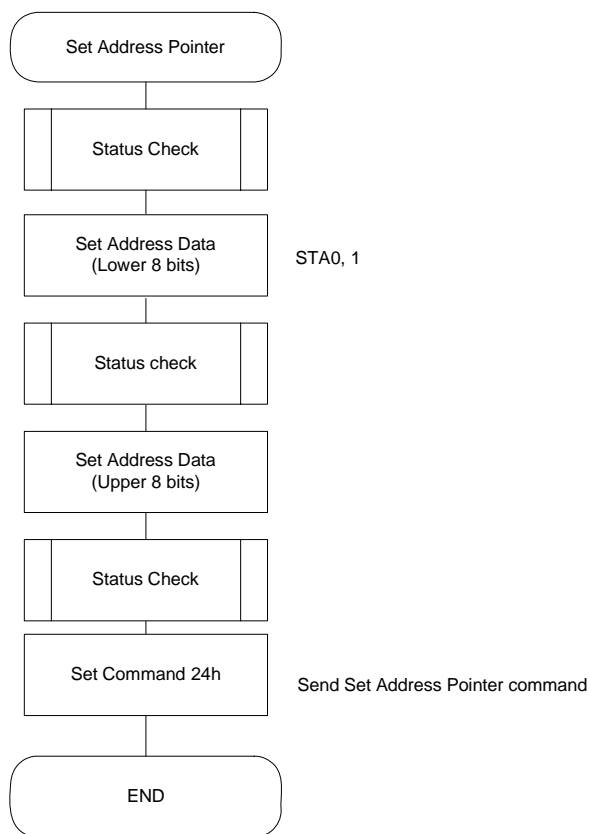 Set Address Pointer
Status Check
Set Address Data
(Lower 8 bits)
STA0, 1
Status check
Set Address Data
(Upper 8 bits)
Status Check
Set Command 24h
Send Set Address Pointer command
END